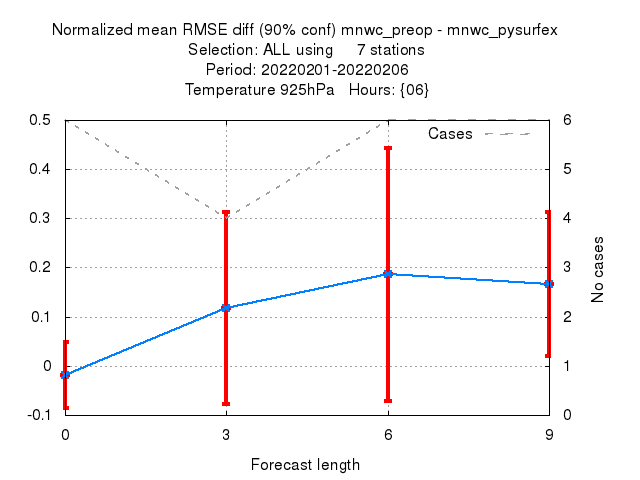 Normalized mean RMSE diff (90% conf) mnwc_preop - mnwc_pysurfex
Selection: ALL using     7 stations
Period: 20220201-20220206
Temperature 925hPa   Hours: {06}
Cases
0.5
0.4
0.3
0.2
0.1
0
-0.1
6
5
4
3
2
1
0
No cases
0 3 6 9
Forecast length